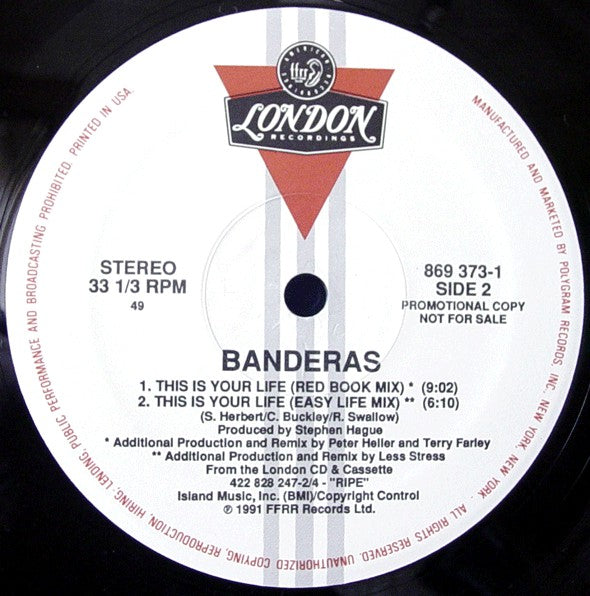 AMERICAN RECORDINGS
ffrr
LONDON
RECORDINGS
STEREO
33 1/3 RPM
49
869 373-1
SIDE 2
PROMOTIONAL COPY
NOT FOR SALE
BANDERAS
1. THIS IS YOUR LIFE (RED BOOK MIX) * (9:02)
2. THIS IS YOUR LIFE (EASY LIFE MIX) ** (6:10)
(S. Herbert/C. Buckley/R. Swallow)
Produced by Stephen Hague
* Additional Production and Remix by Peter Heller and Terry Farley
** Additional Production and Remix by Less Stress
From the London CD & Cassette
422 828 247-2/4 - "RIPE"
Island Music, Inc. (BMI)/Copyright Control
℗ 1991 FFRR Records Ltd.
MANUFACTURED AND MARKETED BY POLYGRAM RECORDS, INC. NEW YORK, NEW YORK - ALL RIGHTS RESERVED. UNAUTHORIZED COPYING, REPRODUCTION HIRING, LENDING, PUBLIC PERFORMANCE AND BROADCASTING PROHIBITED. PRINTED IN USA.